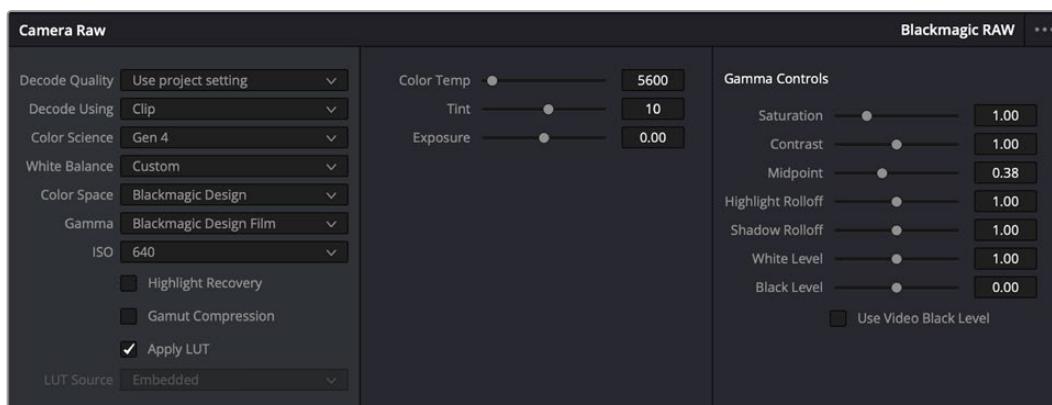 Camera Raw
Blackmagic RAW
Decode Quality Use project setting
Decode Using Clip
Color Science Gen 4
White Balance Custom
Color Space Blackmagic Design
Gamma Blackmagic Design Film
ISO 640
Highlight Recovery
Gamut Compression
Apply LUT
LUT Source Embedded
Color Temp 5600
Tint 10
Exposure 0.00
Gamma Controls
Saturation 1.00
Contrast 1.00
Midpoint 0.38
Highlight Rolloff 1.00
Shadow Rolloff 1.00
White Level 1.00
Black Level 0.00
Use Video Black Level